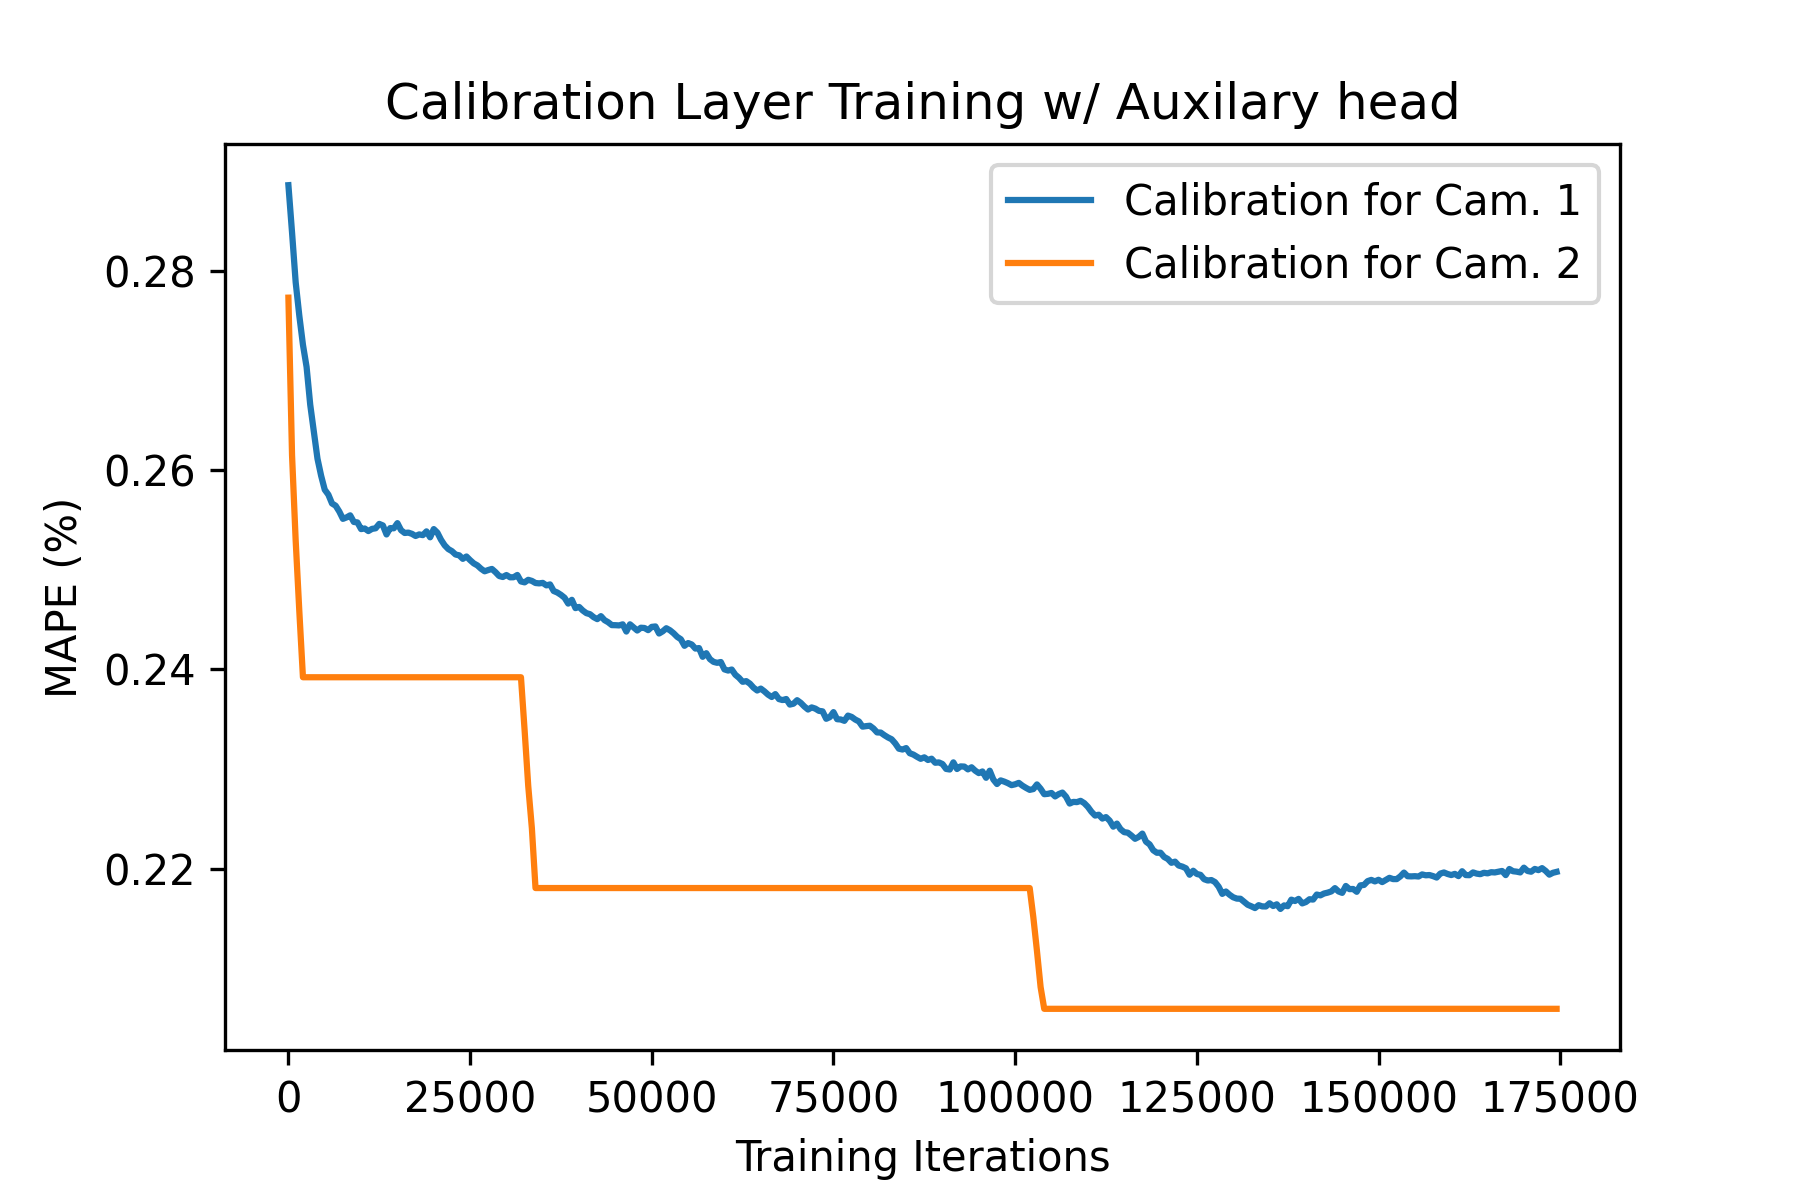 Calibration Layer Training w/ Auxilary head
Calibration for Cam. 1
Calibration for Cam. 2
0.28
0.26
0.24
0.22
MAPE (%)
0 25000 50000 75000 100000 125000 150000 175000
Training Iterations